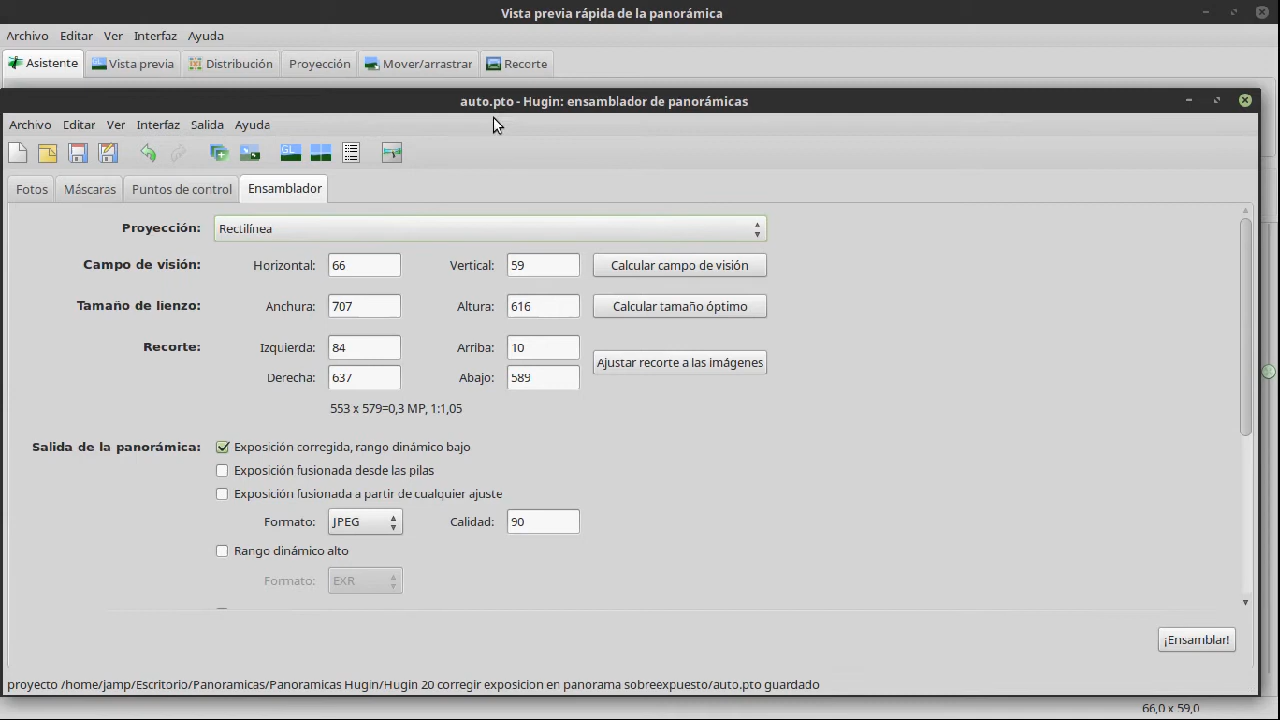 Vista previa rápida de la panorámica
Archivo Editar Ver Interfaz Ayuda
Asistente Vista previa Distribución Proyección Mover/arrastrar Recorte
auto.pto - Hugin: ensamblador de panorámicas
Archivo Editar Ver Interfaz Salida Ayuda
GL
Fotos Máscaras Puntos de control Ensamblador
Proyección: Rectilínea
Campo de visión: Horizontal: 66 Vertical: 59 Calcular campo de visión
Tamaño de lienzo: Anchura: 707 Altura: 616 Calcular tamaño óptimo
Recorte: Izquierda: 84 Arriba: 10 Ajustar recorte a las imágenes
Derecha: 637 Abajo: 589
553 x 579=0,3 MP, 1:1,05
Salida de la panorámica: Exposición corregida, rango dinámico bajo
Exposición fusionada desde las pilas
Exposición fusionada a partir de cualquier ajuste
Formato: JPEG Calidad: 90
Rango dinámico alto
Formato: EXR
¡Ensamblar!
proyecto /home/jamp/Escritorio/Panoramicas/Panoramicas Hugin/Hugin 20 corregir exposicion en panorama sobreexpuesto/auto.pto guardado
66,0 x 59,0